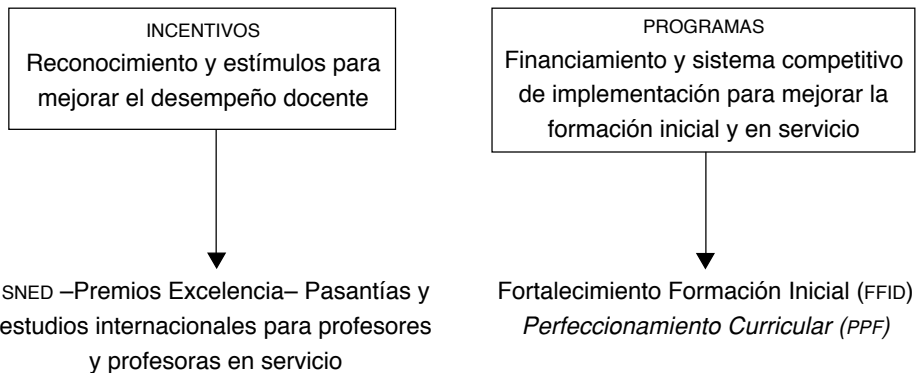 INCENTIVOS
Reconocimiento y estímulos para
mejorar el desempeño docente
PROGRAMAS
Financiamiento y sistema competitivo
de implementación para mejorar la
formación inicial y en servicio
SNED –Premios Excelencia– Pasantías y
estudios internacionales para profesores
y profesoras en servicio
Fortalecimiento Formación Inicial (FFID)
Perfeccionamiento Curricular (PPF)